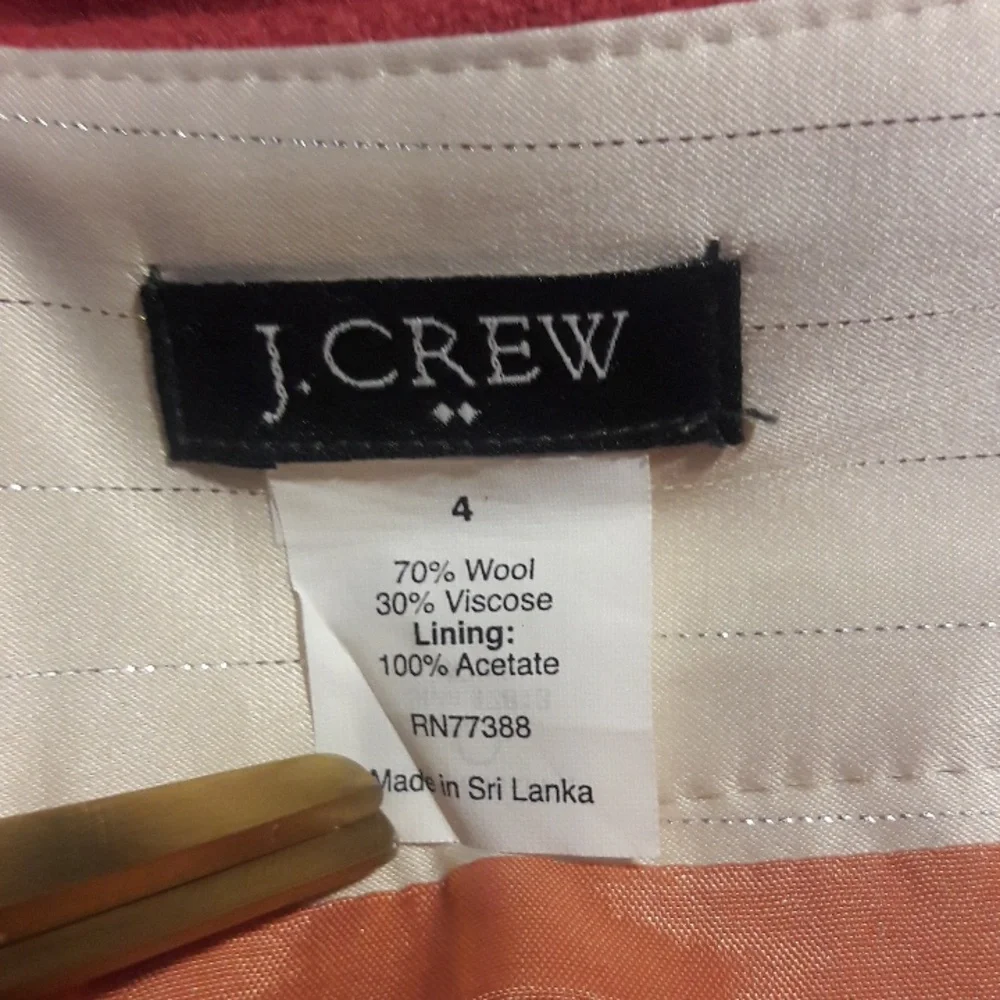 J.CREW
4
70% Wool
30% Viscose
Lining:
100% Acetate
RN77388
Made in Sri Lanka